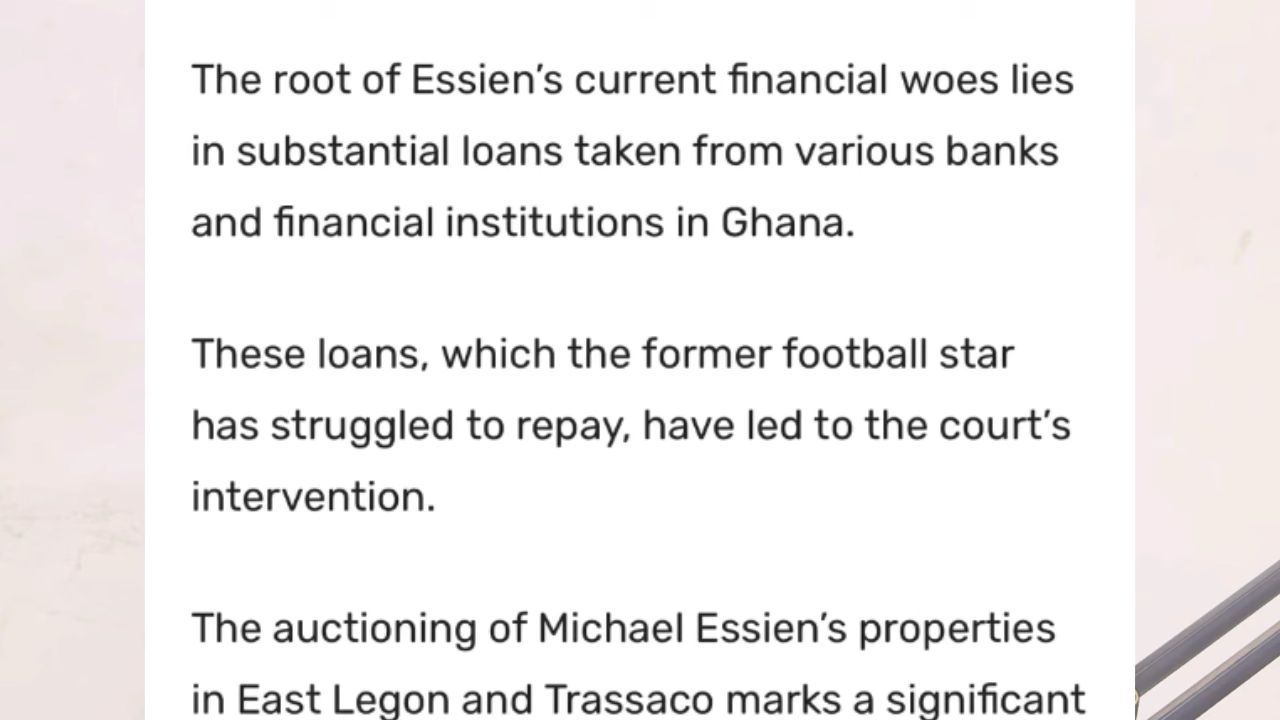 The root of Essien’s current financial woes lies
in substantial loans taken from various banks
and financial institutions in Ghana.
These loans, which the former football star
has struggled to repay, have led to the court’s
intervention.
The auctioning of Michael Essien’s properties
in East Legon and Trassaco marks a significant